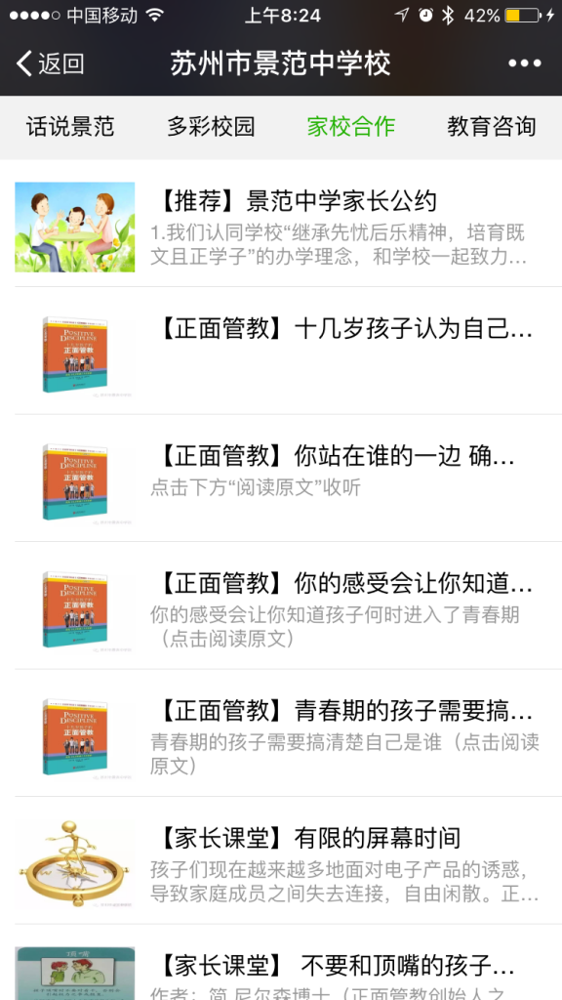 中国移动
上午8:24
42%
返回
苏州市景范中学校
话说景范
多彩校园
家校合作
教育咨询
【推荐】景范中学家长公约
1.我们认同学校“继承先忧后乐精神，培育既
文且正学子”的办学理念，和学校一起致力...
【正面管教】十几岁孩子认为自己...
POSITIVE
DISCIPLINE
正面管教
【正面管教】你站在谁的一边 确...
点击下方“阅读原文”收听
POSITIVE
DISCIPLINE
正面管教
【正面管教】你的感受会让你知道...
你的感受会让你知道孩子何时进入了青春期
（点击阅读原文）
POSITIVE
DISCIPLINE
正面管教
【正面管教】青春期的孩子需要搞...
青春期的孩子需要搞清楚自己是谁（点击阅读
原文）
POSITIVE
DISCIPLINE
正面管教
【家长课堂】有限的屏幕时间
孩子们现在越来越多地面对电子产品的诱惑，
导致家庭成员之间失去连接，自由闲散。正...
【家长课堂】 不要和顶嘴的孩子...
作者：简.尼尔森博士（正面管教创始人之